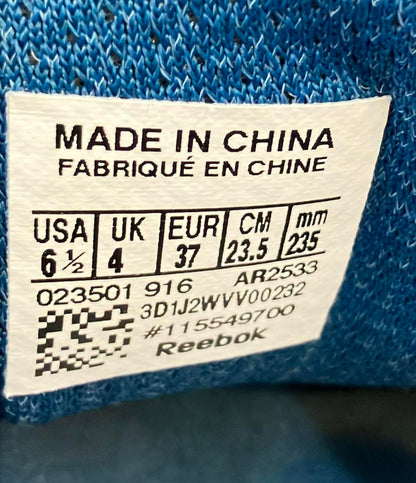 MADE IN CHINA
FABRIQUÉ EN CHINE
USA UK EUR CM mm
6 ½ 4 37 23.5 235
023501 916 AR2533
3D1J2WVV00232
#115549700
Reebok